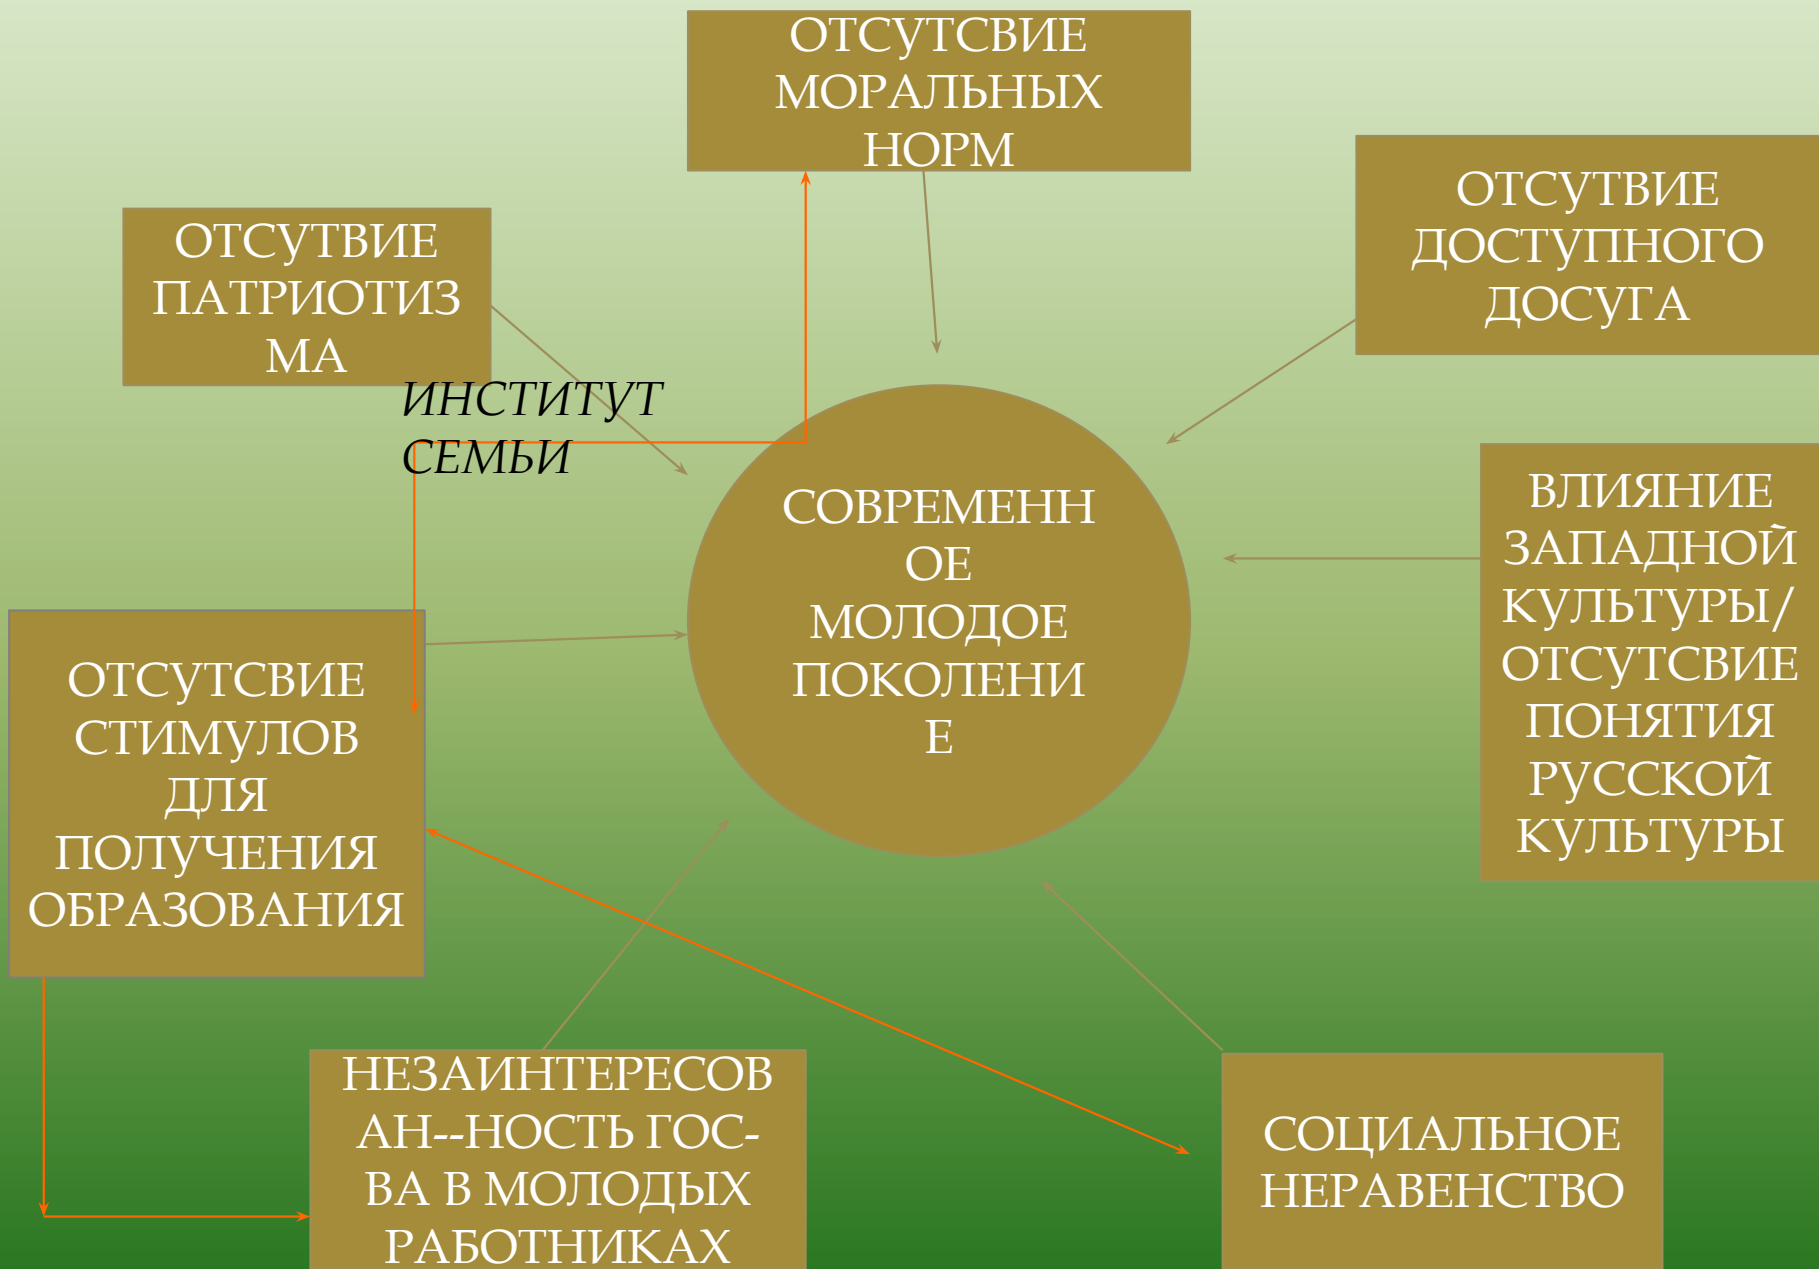 ОТСУТСВИЕ
МОРАЛЬНЫХ
НОРМ
ОТСУТВИЕ
ДОСТУПНОГО
ДОСУГА
ОТСУТВИЕ
ПАТРИОТИЗ
МА
ИНСТИТУТ
СЕМЬИ
СОВРЕМЕНН
ОЕ
МОЛОДОЕ
ПОКОЛЕНИ
Е
ВЛИЯНИЕ
ЗАПАДНОЙ
КУЛЬТУРЫ/
ОТСУТСВИЕ
ПОНЯТИЯ
РУССКОЙ
КУЛЬТУРЫ
ОТСУТСВИЕ
СТИМУЛОВ
ДЛЯ
ПОЛУЧЕНИЯ
ОБРАЗОВАНИЯ
НЕЗАИНТЕРЕСОВ
АН--НОСТЬ ГОС-
ВА В МОЛОДЫХ
РАБОТНИКАХ
СОЦИАЛЬНОЕ
НЕРАВЕНСТВО